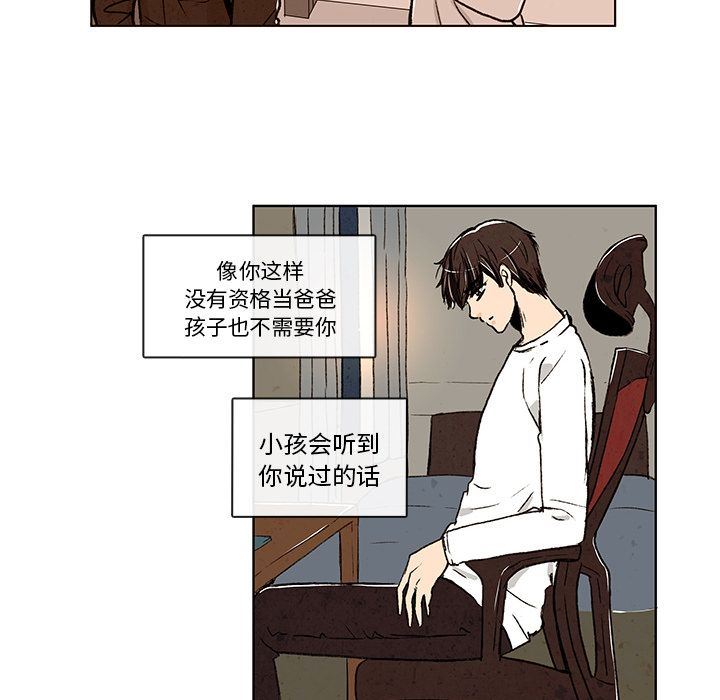 像你这样
没有资格当爸爸
孩子也不需要你
小孩会听到
你说过的话